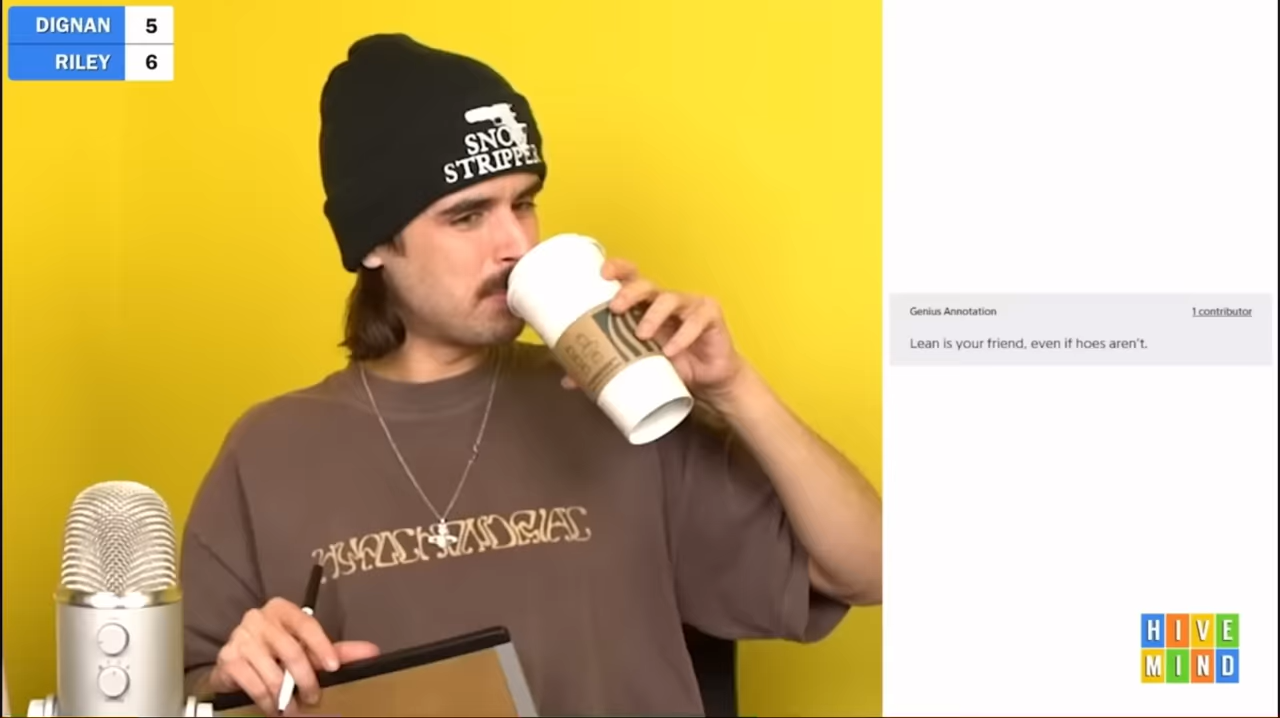 DIGNAN 5
RILEY 6
SNOW
STRIPPER
Genius Annotation 1 contributor
Lean is your friend, even if hoes aren't.
HIVE
MIND